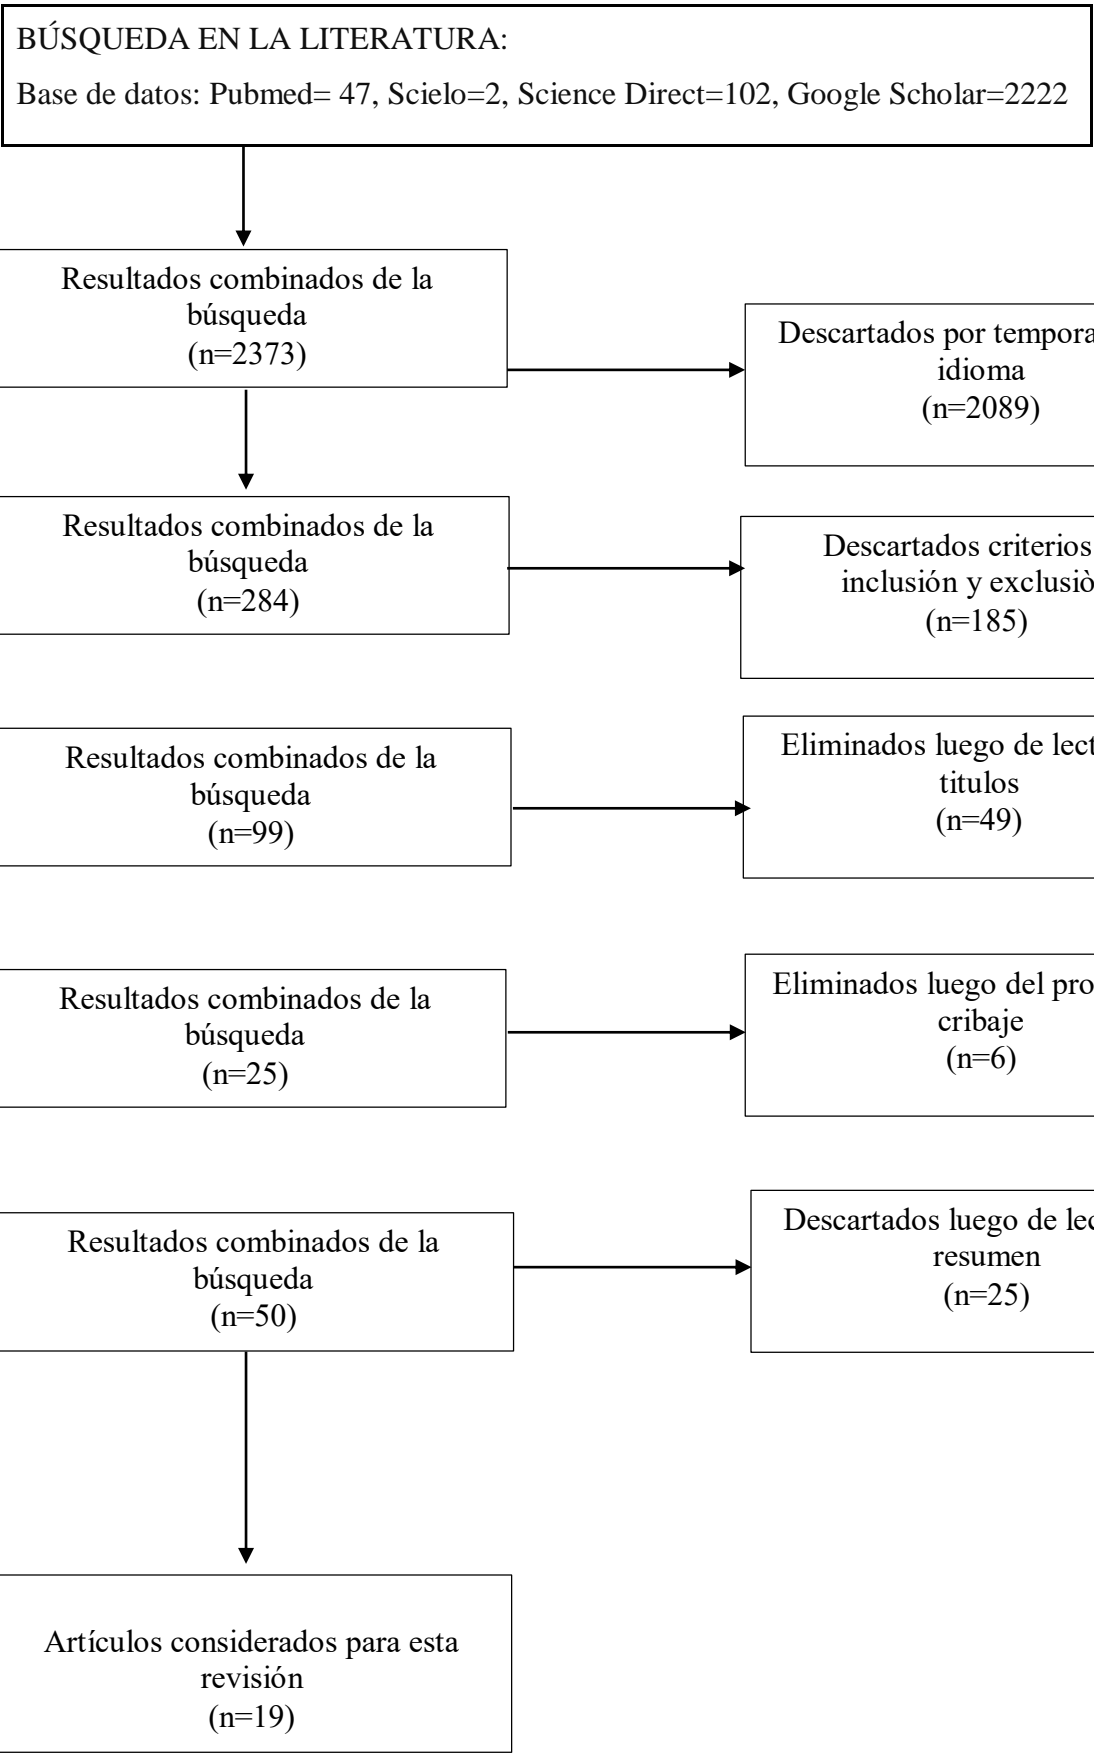 BÚSQUEDA EN LA LITERATURA:
Base de datos: Pubmed= 47, Scielo=2, Science Direct=102, Google Scholar=2222
Resultados combinados de la
búsqueda
(n=2373)
Descartados por tempora
idioma
(n=2089)
Resultados combinados de la
búsqueda
(n=284)
Descartados criterios
inclusión y exclusiò
(n=185)
Resultados combinados de la
búsqueda
(n=99)
Eliminados luego de lect
titulos
(n=49)
Resultados combinados de la
búsqueda
(n=25)
Eliminados luego del pro
cribaje
(n=6)
Resultados combinados de la
búsqueda
(n=50)
Descartados luego de lec
resumen
(n=25)
Artículos considerados para esta
revisión
(n=19)